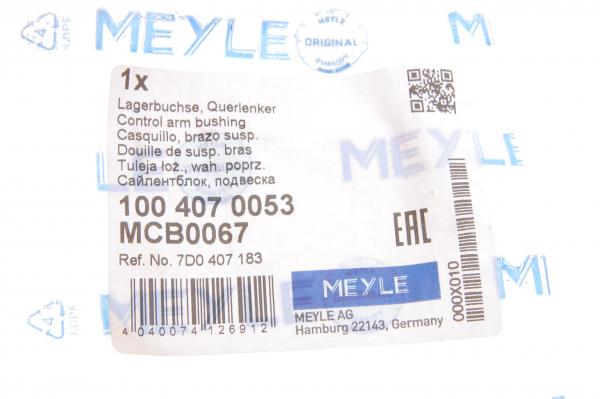 MEYLE
MEYLE
ORIGINAL
1x
Lagerbuchse, Querlenker
Control arm bushing
Casquillo, brazo susp.
Douille de susp. bras
Tuleja łoż., wah. poprz.
Сайлентблок, подвеска
MEYLE
100 407 0053
MCB0067
Ref. No. 7D0 407 183
EAC
MEYLE
MEYLE AG
Hamburg 22143, Germany
000X010
4 040074 126912